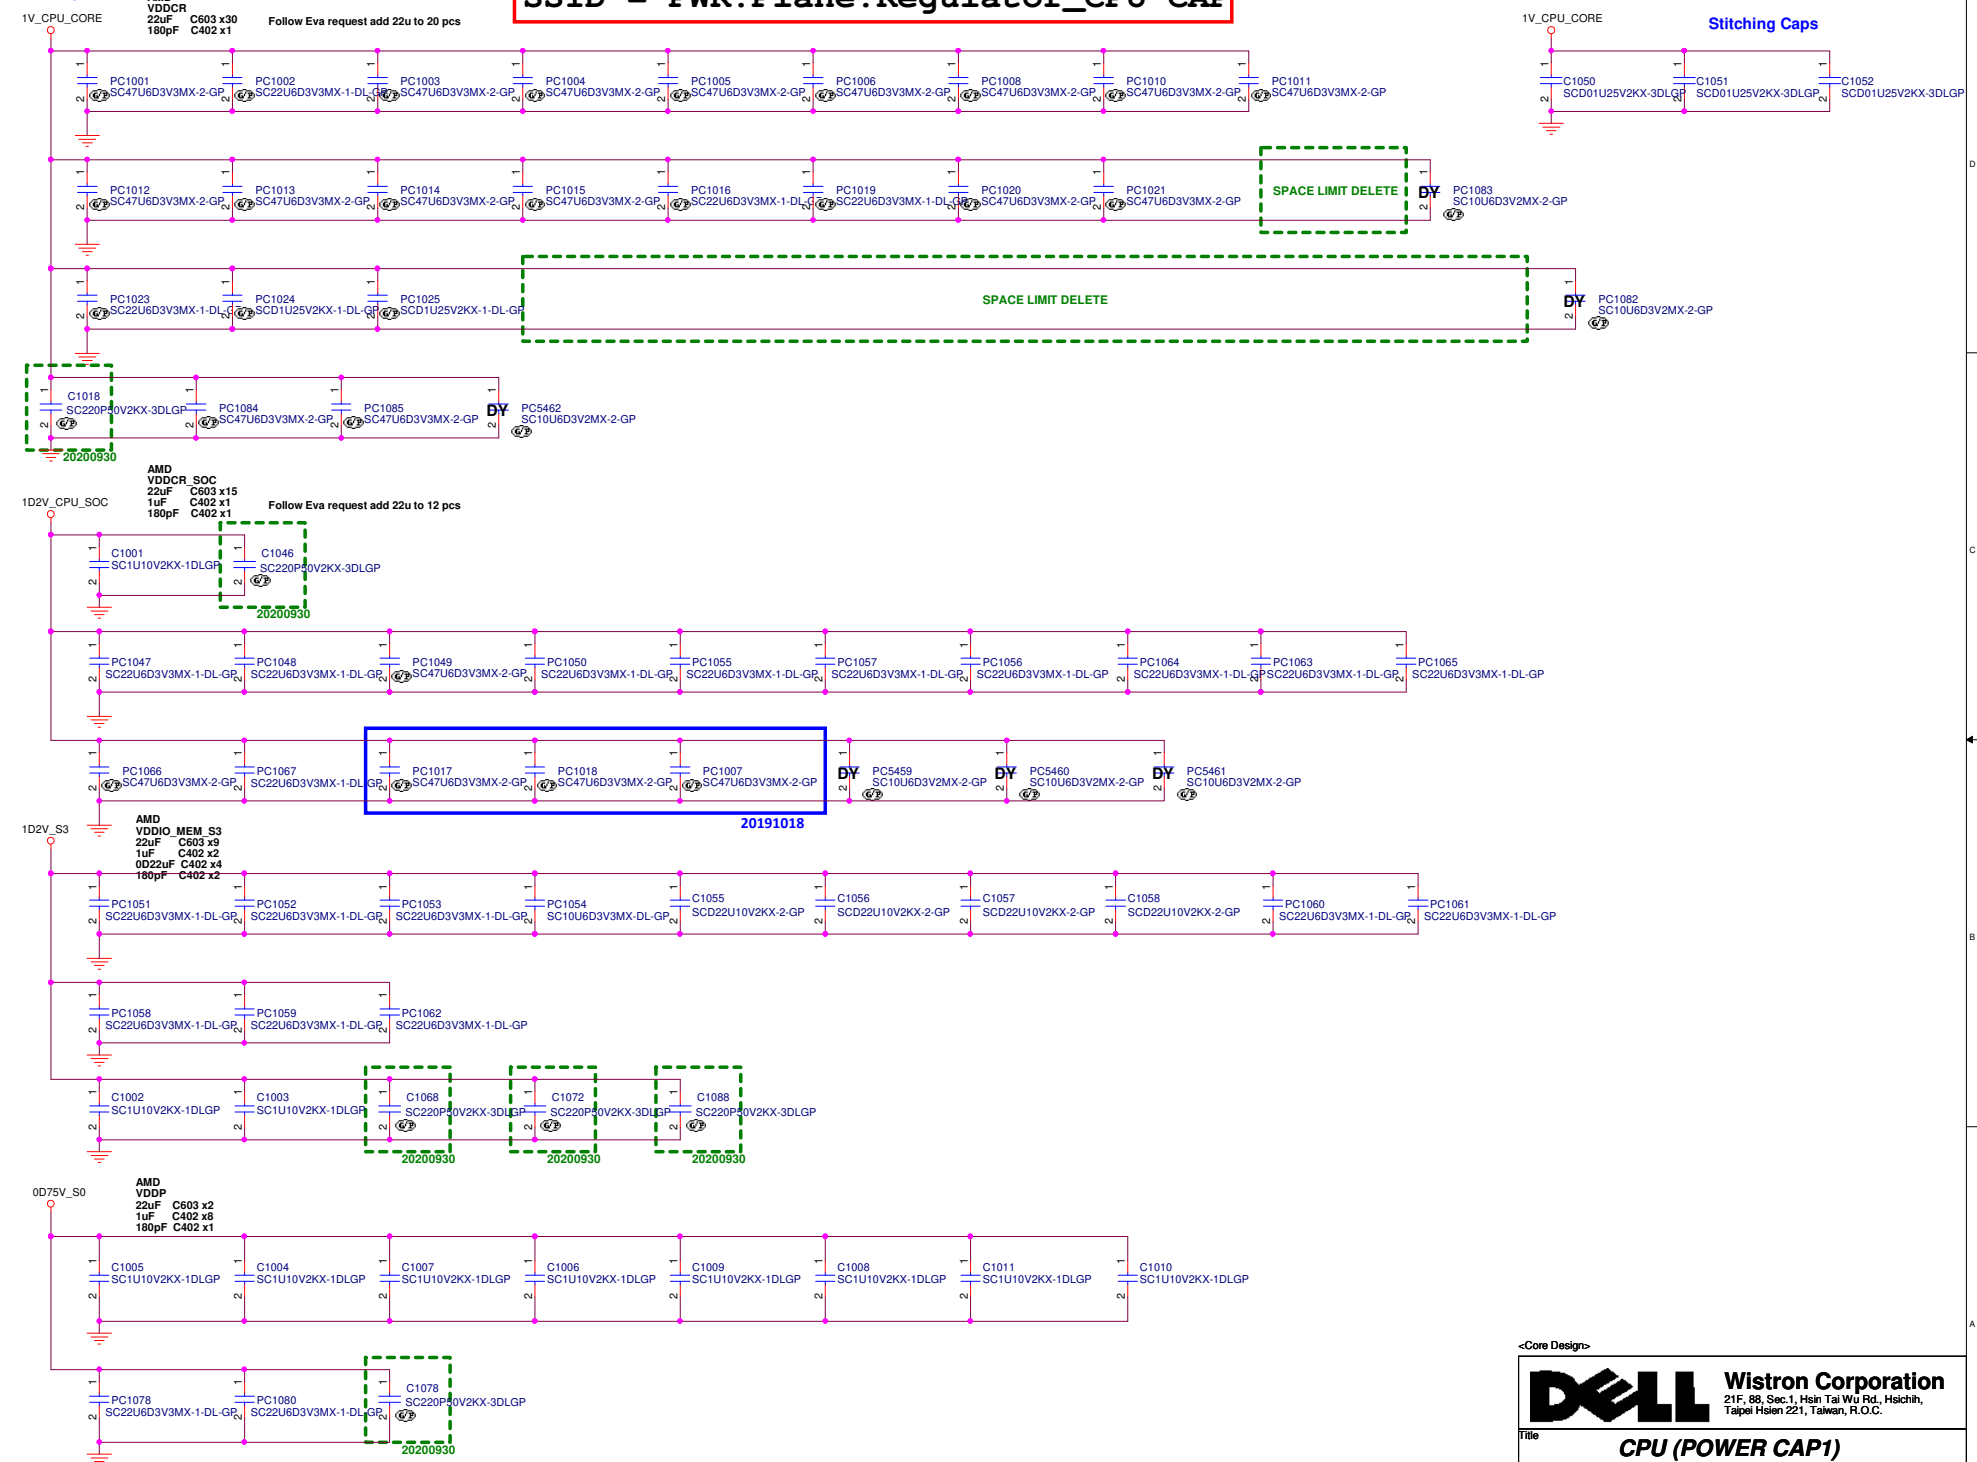 SSID = PWR.Plane.Regulator_CPU CAP
VDDCR
22uF C603 x30
180pF C402 x1
Follow Eva request add 22u to 20 pcs
1V_CPU_CORE
PC1001
SC47U6D3V3MX-2-GP
PC1002
SC22U6D3V3MX-1-DL-GP
PC1003
SC47U6D3V3MX-2-GP
PC1004
SC47U6D3V3MX-2-GP
PC1005
SC47U6D3V3MX-2-GP
PC1006
SC47U6D3V3MX-2-GP
PC1008
SC47U6D3V3MX-2-GP
PC1010
SC47U6D3V3MX-2-GP
PC1011
SC47U6D3V3MX-2-GP
1V_CPU_CORE
Stitching Caps
C1050
SCD01U25V2KX-3DLGP
C1051
SCD01U25V2KX-3DLGP
C1052
SCD01U25V2KX-3DLGP
D
PC1012
SC47U6D3V3MX-2-GP
PC1013
SC47U6D3V3MX-2-GP
PC1014
SC47U6D3V3MX-2-GP
PC1015
SC47U6D3V3MX-2-GP
PC1016
SC22U6D3V3MX-1-DL-GP
PC1019
SC22U6D3V3MX-1-DL-GP
PC1020
SC47U6D3V3MX-2-GP
PC1021
SC47U6D3V3MX-2-GP
SPACE LIMIT DELETE
DY
PC1083
SC10U6D3V2MX-2-GP
PC1023
SC22U6D3V3MX-1-DL-GP
PC1024
SCD1U25V2KX-1-DL-GP
PC1025
SCD1U25V2KX-1-DL-GP
SPACE LIMIT DELETE
DY
PC1082
SC10U6D3V2MX-2-GP
C1018
SC220P50V2KX-3DLGP
20200930
PC1084
SC47U6D3V3MX-2-GP
PC1085
SC47U6D3V3MX-2-GP
DY
PC5462
SC10U6D3V2MX-2-GP
AMD
VDDCR_SOC
22uF C603 x15
1uF C402 x1
180pF C402 x1
Follow Eva request add 22u to 12 pcs
1D2V_CPU_SOC
C1001
SC1U10V2KX-1DLGP
C1046
SC220P50V2KX-3DLGP
20200930
C
PC1047
SC22U6D3V3MX-1-DL-GP
PC1048
SC22U6D3V3MX-1-DL-GP
PC1049
SC47U6D3V3MX-2-GP
PC1050
SC22U6D3V3MX-1-DL-GP
PC1055
SC22U6D3V3MX-1-DL-GP
PC1057
SC22U6D3V3MX-1-DL-GP
PC1056
SC22U6D3V3MX-1-DL-GP
PC1064
SC22U6D3V3MX-1-DL-GP
PC1063
SC22U6D3V3MX-1-DL-GP
PC1065
SC22U6D3V3MX-1-DL-GP
PC1066
SC47U6D3V3MX-2-GP
PC1067
SC22U6D3V3MX-1-DL-GP
PC1017
SC47U6D3V3MX-2-GP
PC1018
SC47U6D3V3MX-2-GP
PC1007
SC47U6D3V3MX-2-GP
DY
PC5459
SC10U6D3V2MX-2-GP
DY
PC5460
SC10U6D3V2MX-2-GP
DY
PC5461
SC10U6D3V2MX-2-GP
20191018
AMD
VDDIO_MEM_S3
22uF C603 x9
1uF C402 x2
0D22uF C402 x4
180pF C402 x2
1D2V_S3
PC1051
SC22U6D3V3MX-1-DL-GP
PC1052
SC22U6D3V3MX-1-DL-GP
PC1053
SC22U6D3V3MX-1-DL-GP
PC1054
SC10U6D3V3MX-DL-GP
C1055
SCD22U10V2KX-2-GP
C1056
SCD22U10V2KX-2-GP
C1057
SCD22U10V2KX-2-GP
C1058
SCD22U10V2KX-2-GP
PC1060
SC22U6D3V3MX-1-DL-GP
PC1061
SC22U6D3V3MX-1-DL-GP
B
PC1058
SC22U6D3V3MX-1-DL-GP
PC1059
SC22U6D3V3MX-1-DL-GP
PC1062
SC22U6D3V3MX-1-DL-GP
C1002
SC1U10V2KX-1DLGP
C1003
SC1U10V2KX-1DLGP
C1068
SC220P50V2KX-3DLGP
20200930
C1072
SC220P50V2KX-3DLGP
20200930
C1088
SC220P50V2KX-3DLGP
20200930
AMD
VDDP
22uF C603 x2
1uF C402 x8
180pF C402 x1
0D75V_S0
C1005
SC1U10V2KX-1DLGP
C1004
SC1U10V2KX-1DLGP
C1007
SC1U10V2KX-1DLGP
C1006
SC1U10V2KX-1DLGP
C1009
SC1U10V2KX-1DLGP
C1008
SC1U10V2KX-1DLGP
C1011
SC1U10V2KX-1DLGP
C1010
SC1U10V2KX-1DLGP
A
PC1078
SC22U6D3V3MX-1-DL-GP
PC1080
SC22U6D3V3MX-1-DL-GP
C1078
SC220P50V2KX-3DLGP
20200930
<Core Design>
DELL
Wistron Corporation
21F, 88, Sec.1, Hsin Tai Wu Rd., Hsichih,
Taipei Hsien 221, Taiwan, R.O.C.
Title
CPU (POWER CAP1)